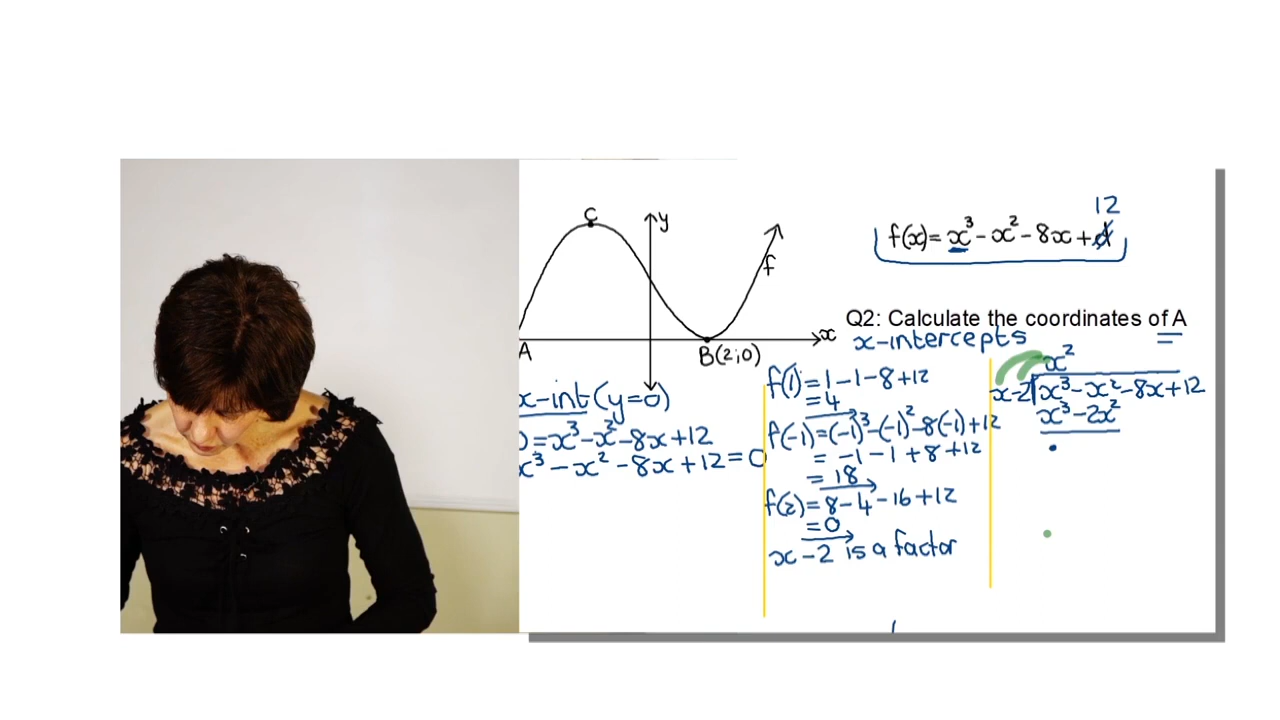 C
y
f
x
A
B(2;0)
12
f(x)= x³ - x² - 8x + d
Q2: Calculate the coordinates of A
x-intercepts
x-int (y=0)
0 = x³ - x² - 8x + 12
x³ - x² - 8x + 12 = 0
f(1) = 1 - 1 - 8 + 12
= 4
f(-1) = (-1)³ - (-1)² - 8(-1) + 12
= -1 - 1 + 8 + 12
= 18
f(2) = 8 - 4 - 16 + 12
= 0
x - 2 is a factor
x²
x-2 x³ - x² - 8x + 12
x³ - 2x²